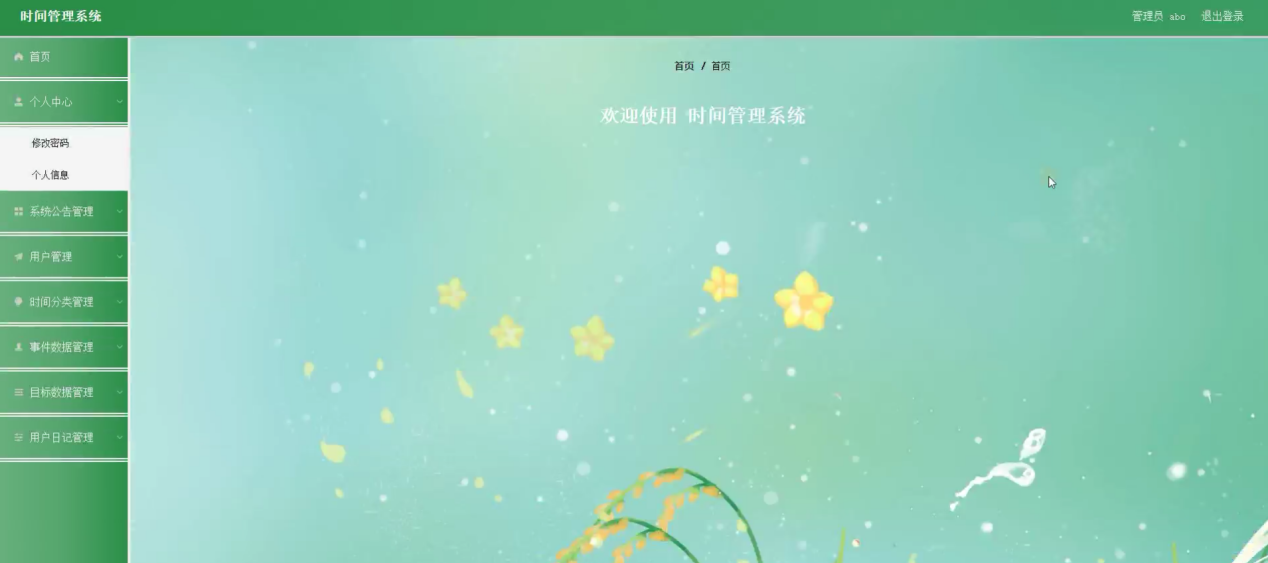 时间管理系统
管理员 abo 退出登录
首页
个人中心
修改密码
个人信息
系统公告管理
用户管理
时间分类管理
事件数据管理
目标数据管理
用户日记管理
首页 / 首页
欢迎使用 时间管理系统